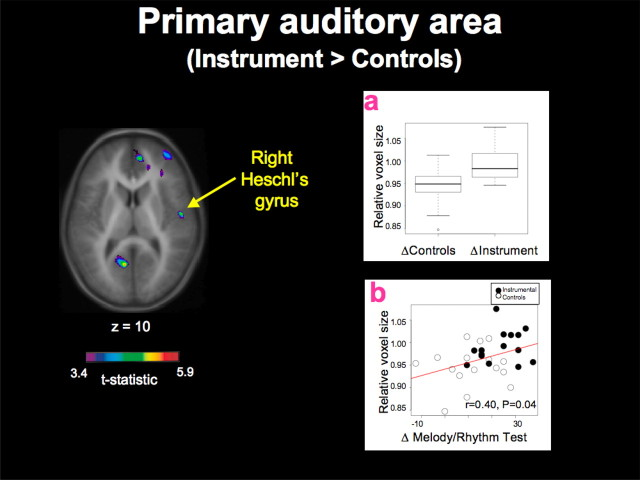 Primary auditory area
(Instrument > Controls)
Right
Heschl's
gyrus
z = 10
3.4
t-statistic
5.9
a
Relative voxel size
1.05
1.00
0.95
0.90
0.85
ΔControls
ΔInstrument
b
Instrumental
Controls
Relative voxel size
1.05
1.00
0.95
0.90
0.85
r=0.40, P=0.04
-10
10
30
Δ Melody/Rhythm Test